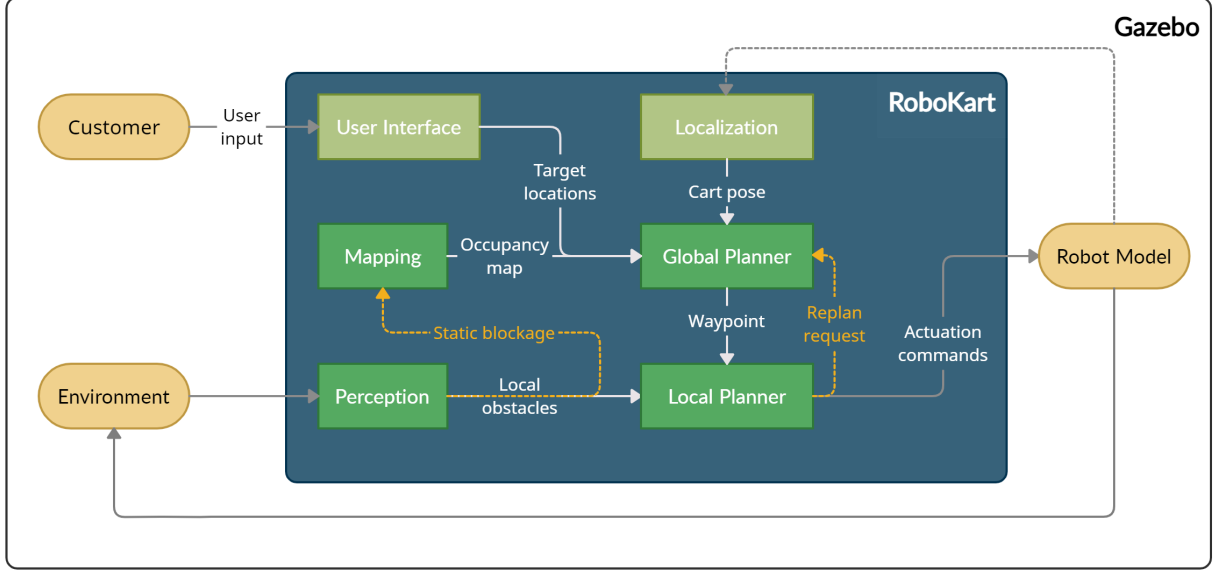 Gazebo
RoboKart
Customer
User
input
User Interface
Localization
Target
locations
Cart pose
Mapping
Occupancy
map
Global Planner
Robot Model
Static blockage
Waypoint
Replan
request
Actuation
commands
Environment
Perception
Local
obstacles
Local Planner